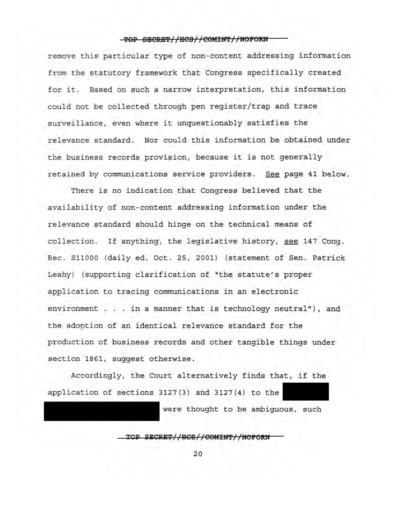 TOP SECRET//HCS//COMINT//NOFORN
remove this particular type of non-content addressing information
from the statutory framework that Congress specifically created
for it. Based on such a narrow interpretation, this information
could not be collected through pen register/trap and trace
surveillance, even where it unquestionably satisfies the
relevance standard. Nor could this information be obtained under
the business records provision, because it is not generally
retained by communications service providers. See page 41 below.
There is no indication that Congress believed that the
availability of non-content addressing information under the
relevance standard should hinge on the technical means of
collection. If anything, the legislative history, see 147 Cong.
Rec. S11000 (daily ed. Oct. 25, 2001) (statement of Sen. Patrick
Leahy) (supporting clarification of "the statute's proper
application to tracing communications in an electronic
environment . . . in a manner that is technology neutral"), and
the adoption of an identical relevance standard for the
production of business records and other tangible things under
section 1861, suggest otherwise.
Accordingly, the Court alternatively finds that, if the
application of sections 3127(3) and 3127(4) to the
were thought to be ambiguous, such
TOP SECRET//HCS//COMINT//NOFORN
20